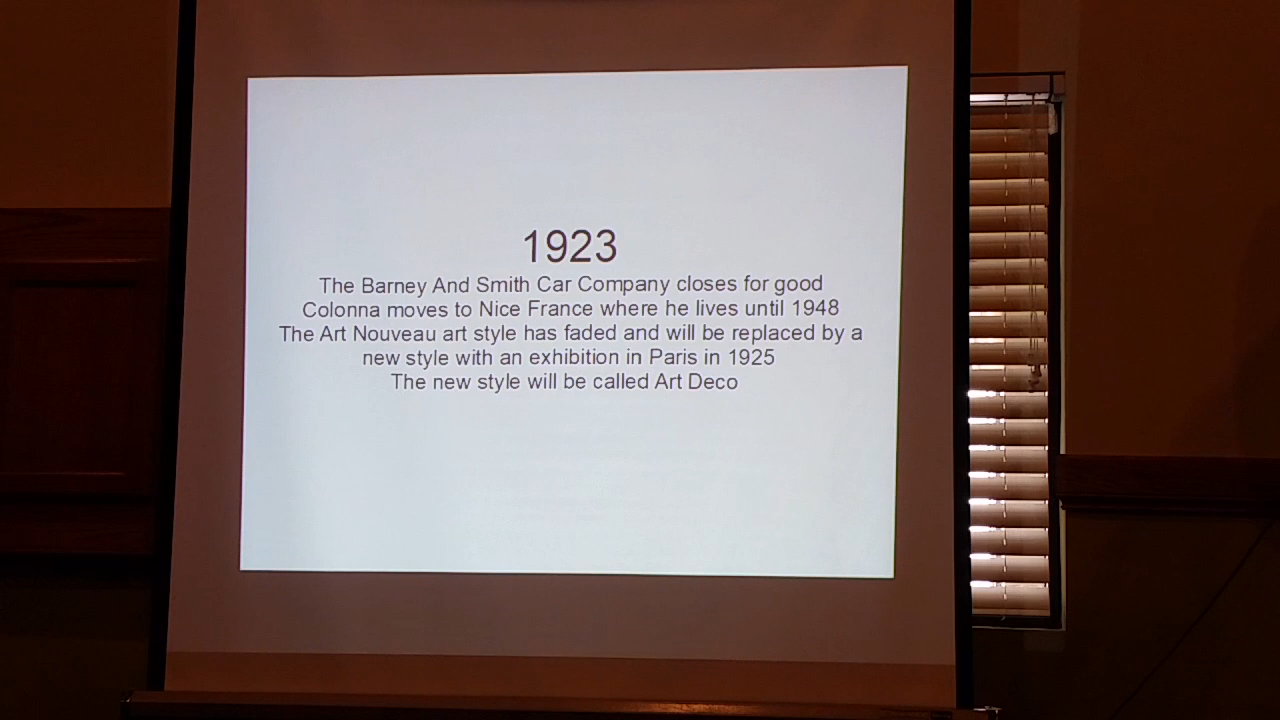 1923
The Barney And Smith Car Company closes for good
Colonna moves to Nice France where he lives until 1948
The Art Nouveau art style has faded and will be replaced by a
new style with an exhibition in Paris in 1925
The new style will be called Art Deco